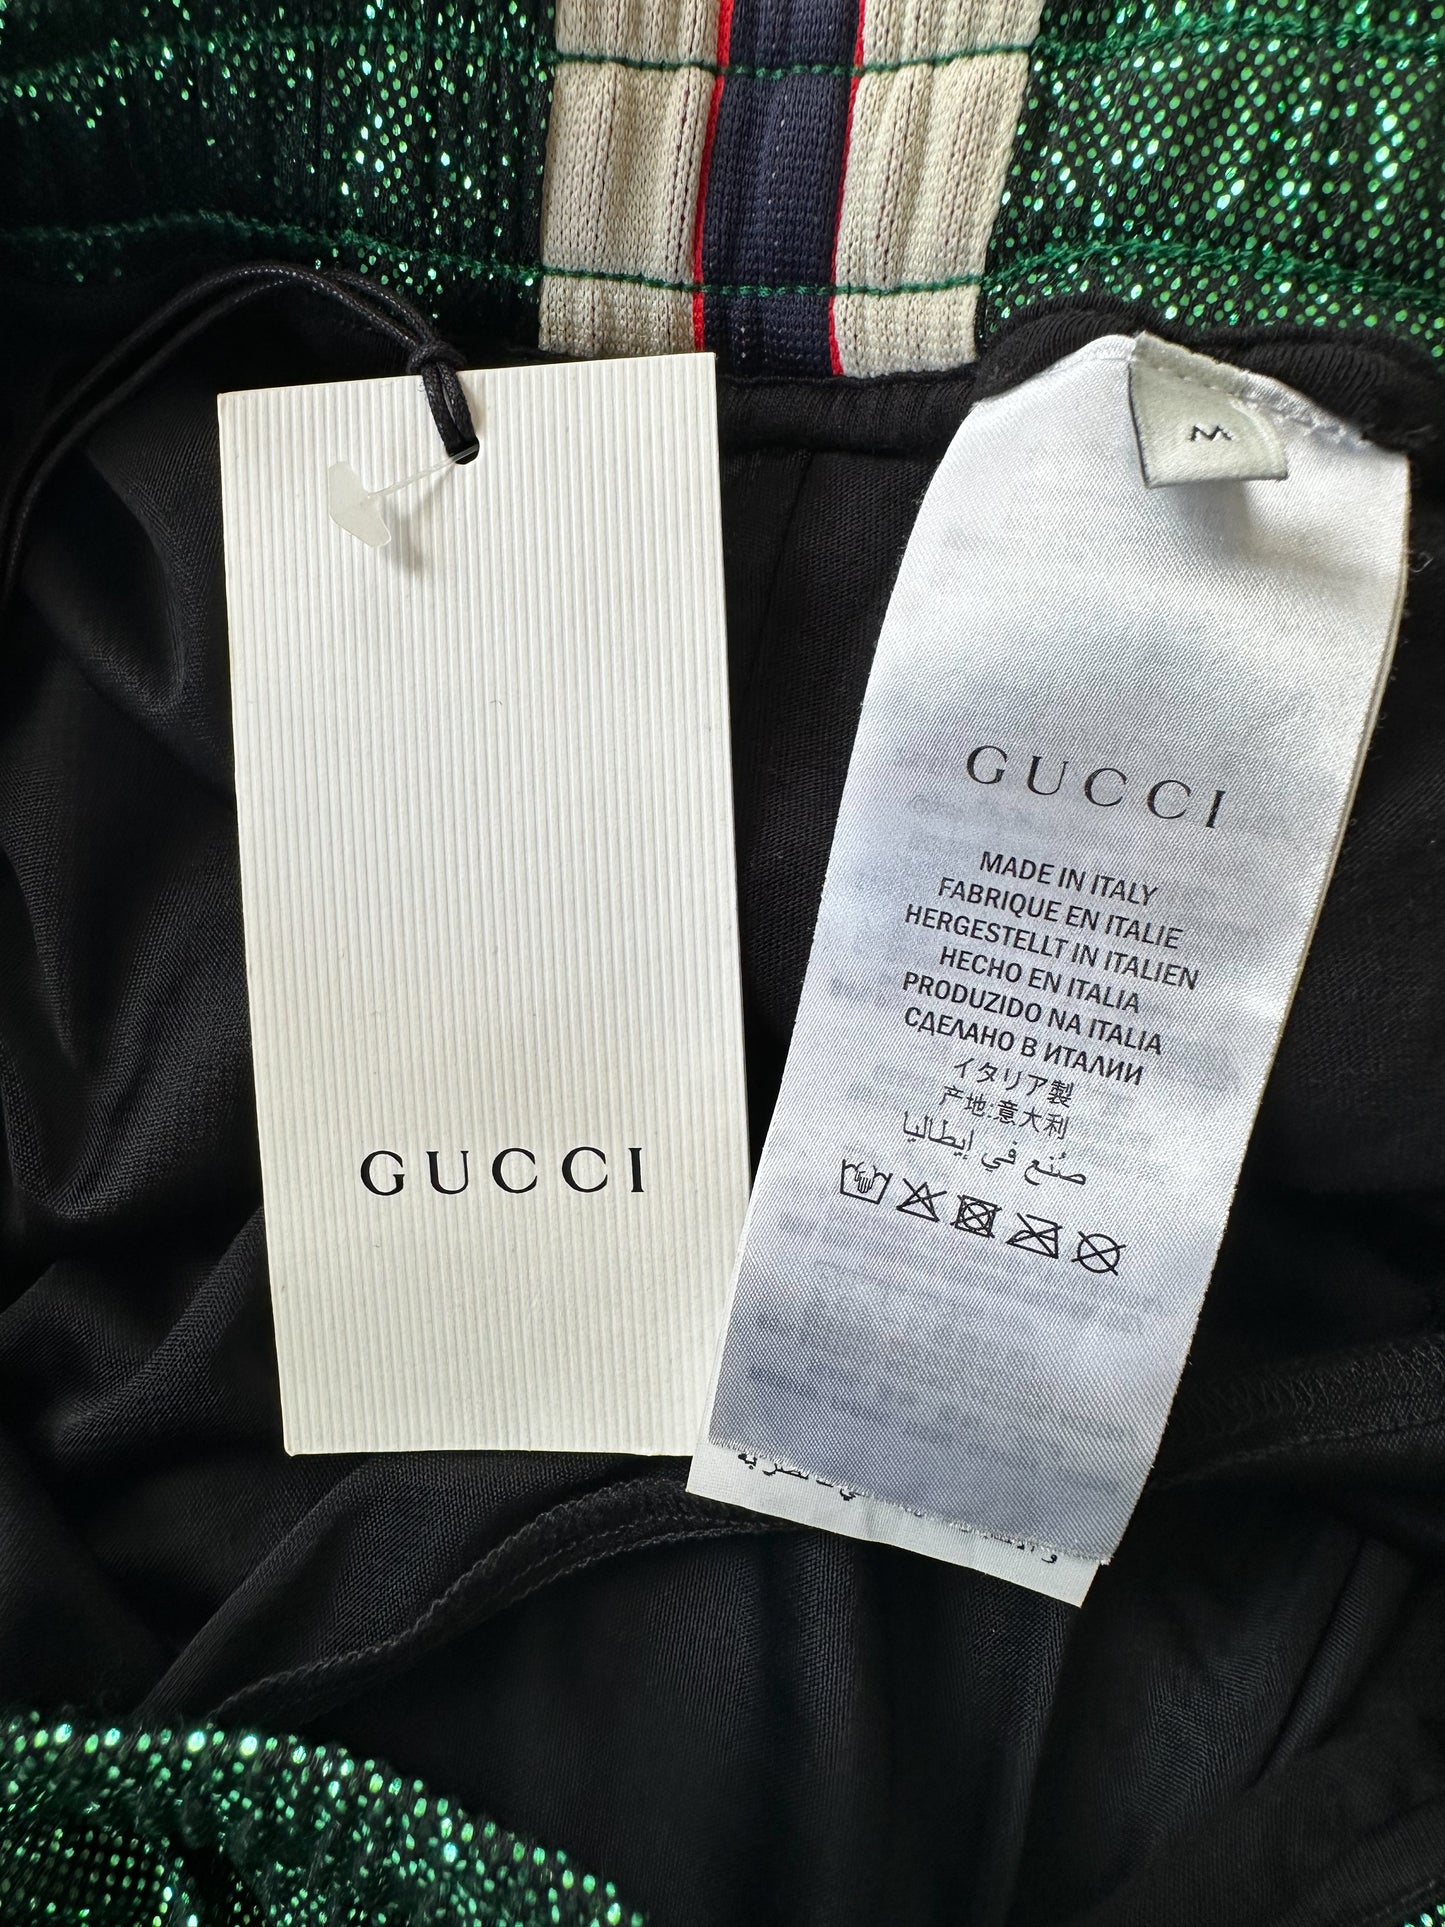 M
GUCCI
GUCCI
MADE IN ITALY
FABRIQUE EN ITALIE
HERGESTELLT IN ITALIEN
HECHO EN ITALIA
PRODUZIDO NA ITALIA
СДЕЛАНО В ИТАЛИИ
イタリア製
产地:意大利
صُنع في إيطاليا